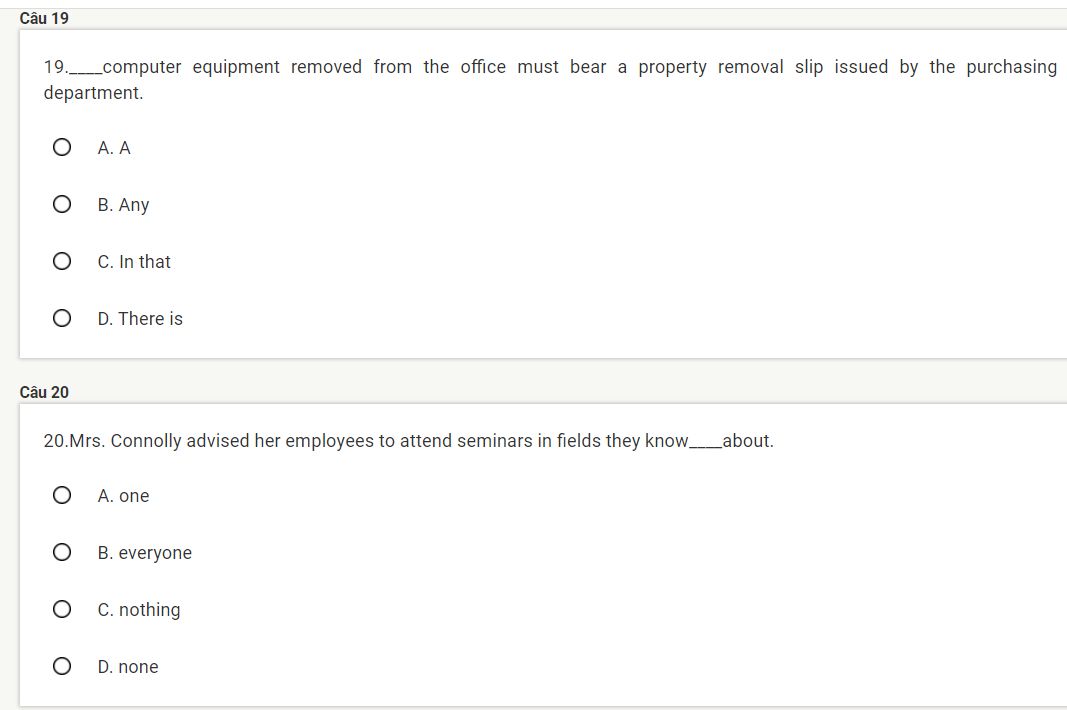 Câu 19
19.____computer equipment removed from the office must bear a property removal slip issued by the purchasing
department.
A. A
B. Any
C. In that
D. There is
Câu 20
20.Mrs. Connolly advised her employees to attend seminars in fields they know____about.
A. one
B. everyone
C. nothing
D. none